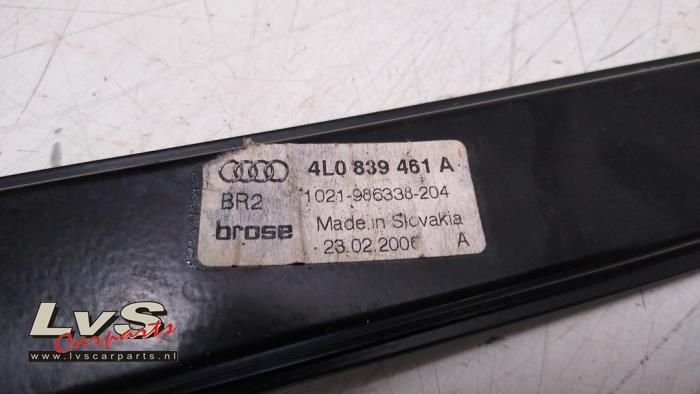 4L0 839 461 A
BR2 1021-986338-204
brose Made in Slovakia
23.02.2006 A
LvS
Carparts
www.lvscarparts.nl